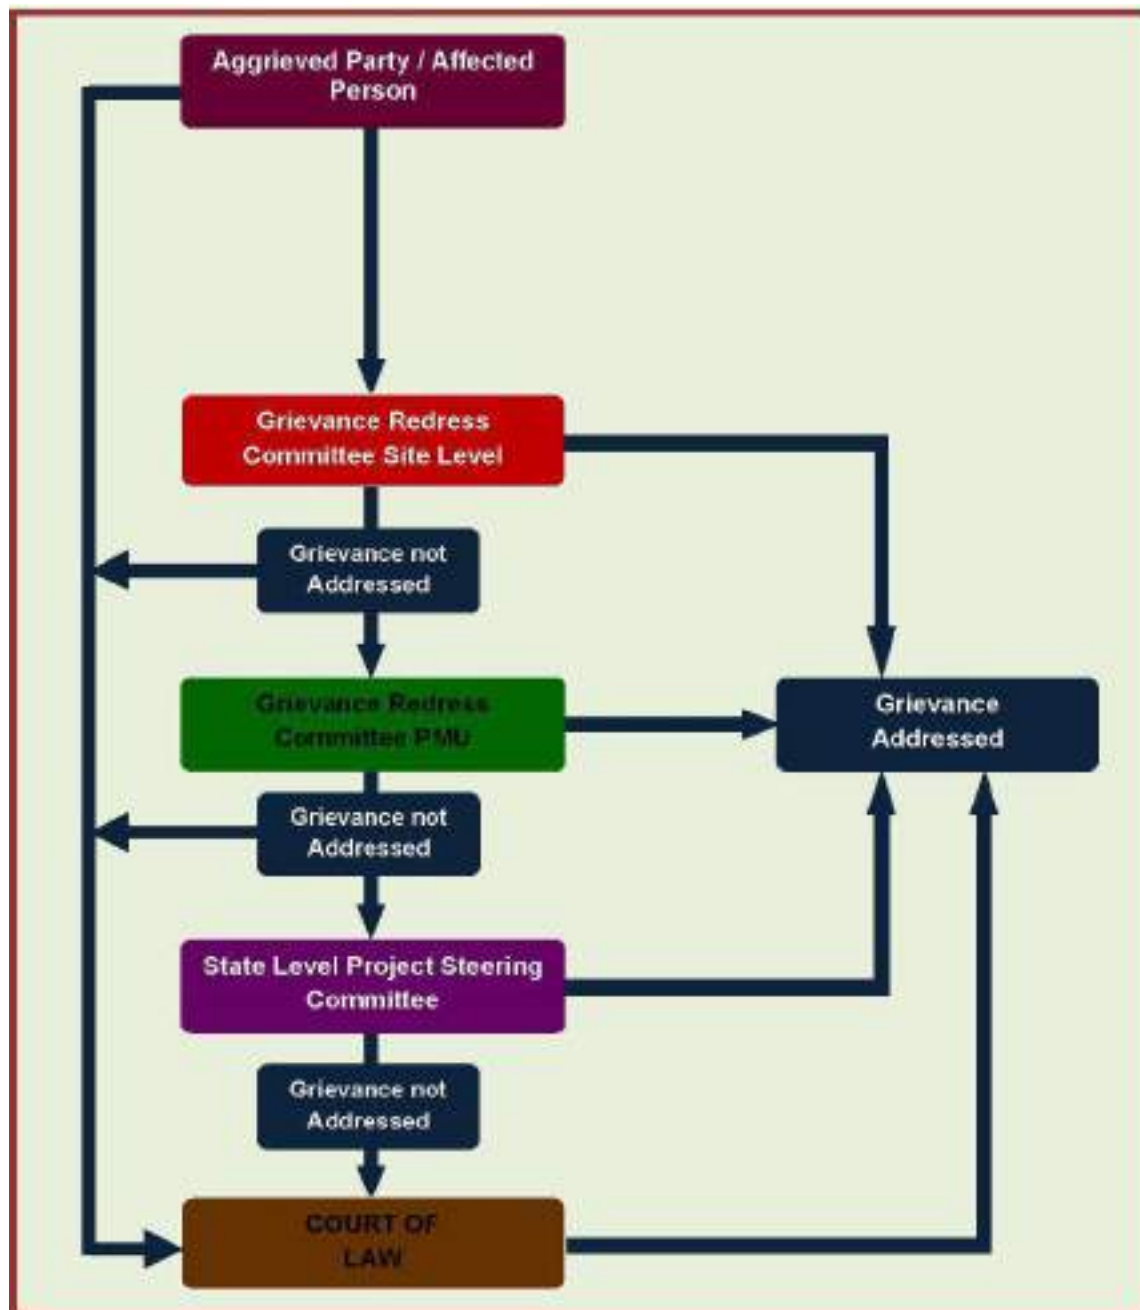 Aggrieved Party / Affected
Person
Grievance Redress
Committee Site Level
Grievance not
Addressed
Grievance Redress
Committee PMU
Grievance
Addressed
Grievance not
Addressed
State Level Project Steering
Committee
Grievance not
Addressed
COURT OF
LAW